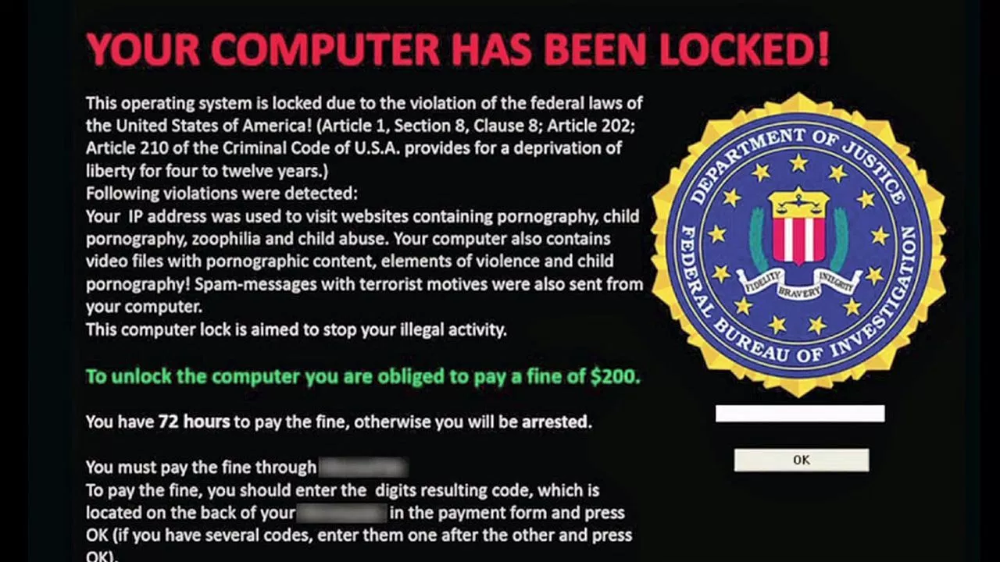 YOUR COMPUTER HAS BEEN LOCKED!
This operating system is locked due to the violation of the federal laws of
the United States of America! (Article 1, Section 8, Clause 8; Article 202;
Article 210 of the Criminal Code of U.S.A. provides for a deprivation of
liberty for four to twelve years.)
Following violations were detected:
Your IP address was used to visit websites containing pornography, child
pornography, zoophilia and child abuse. Your computer also contains
video files with pornographic content, elements of violence and child
pornography! Spam-messages with terrorist motives were also sent from
your computer.
This computer lock is aimed to stop your illegal activity.
To unlock the computer you are obliged to pay a fine of $200.
You have 72 hours to pay the fine, otherwise you will be arrested.
You must pay the fine through
To pay the fine, you should enter the digits resulting code, which is
located on the back of your in the payment form and press
OK (if you have several codes, enter them one after the other and press
OK).
DEPARTMENT OF JUSTICE
FEDERAL BUREAU OF INVESTIGATION
FIDELITY
BRAVERY
INTEGRITY
OK